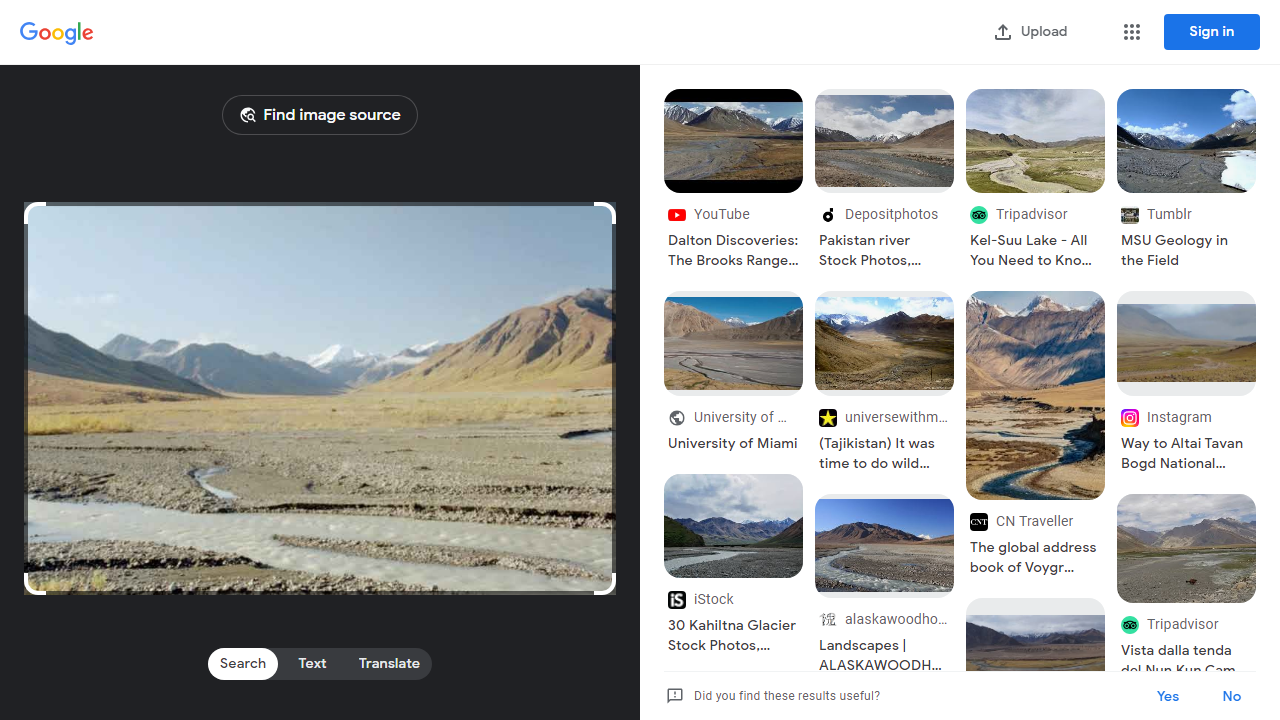 Google
Upload
Sign in
Find image source
Search
Text
Translate
YouTube
Dalton Discoveries:
The Brooks Range...
Depositphotos
Pakistan river
Stock Photos,...
Tripadvisor
Kel-Suu Lake - All
You Need to Kno...
Tumblr
MSU Geology in
the Field
University of ...
University of Miami
universewithm...
(Tajikistan) It was
time to do wild...
CNT
CN Traveller
The global address
book of Voygr...
Instagram
Way to Altai Tavan
Bogd National...
iS
iStock
30 Kahiltna Glacier
Stock Photos,...
alaskawoodho...
Landscapes |
ALASKAWOODH...
Tripadvisor
Vista dalla tenda
del Nun Kun Cam
Did you find these results useful?
Yes
No